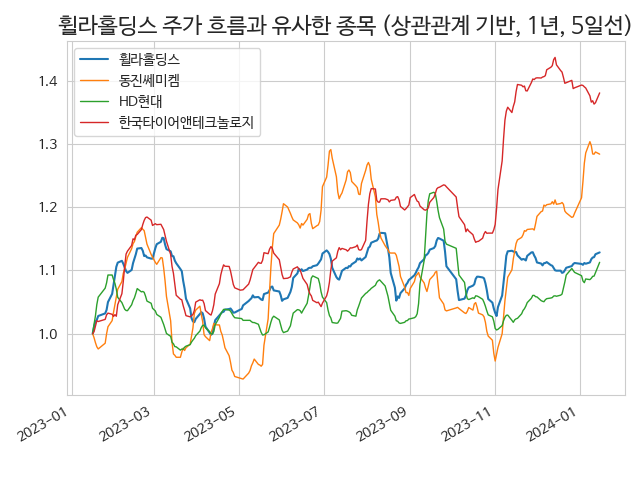 휠라홀딩스 주가 흐름과 유사한 종목 (상관관계 기반, 1년, 5일선)
휠라홀딩스
동진쎄미켐
HD현대
한국타이어앤테크놀로지
1.4
1.3
1.2
1.1
1.0
2023-01
2023-03
2023-05
2023-07
2023-09
2023-11
2024-01